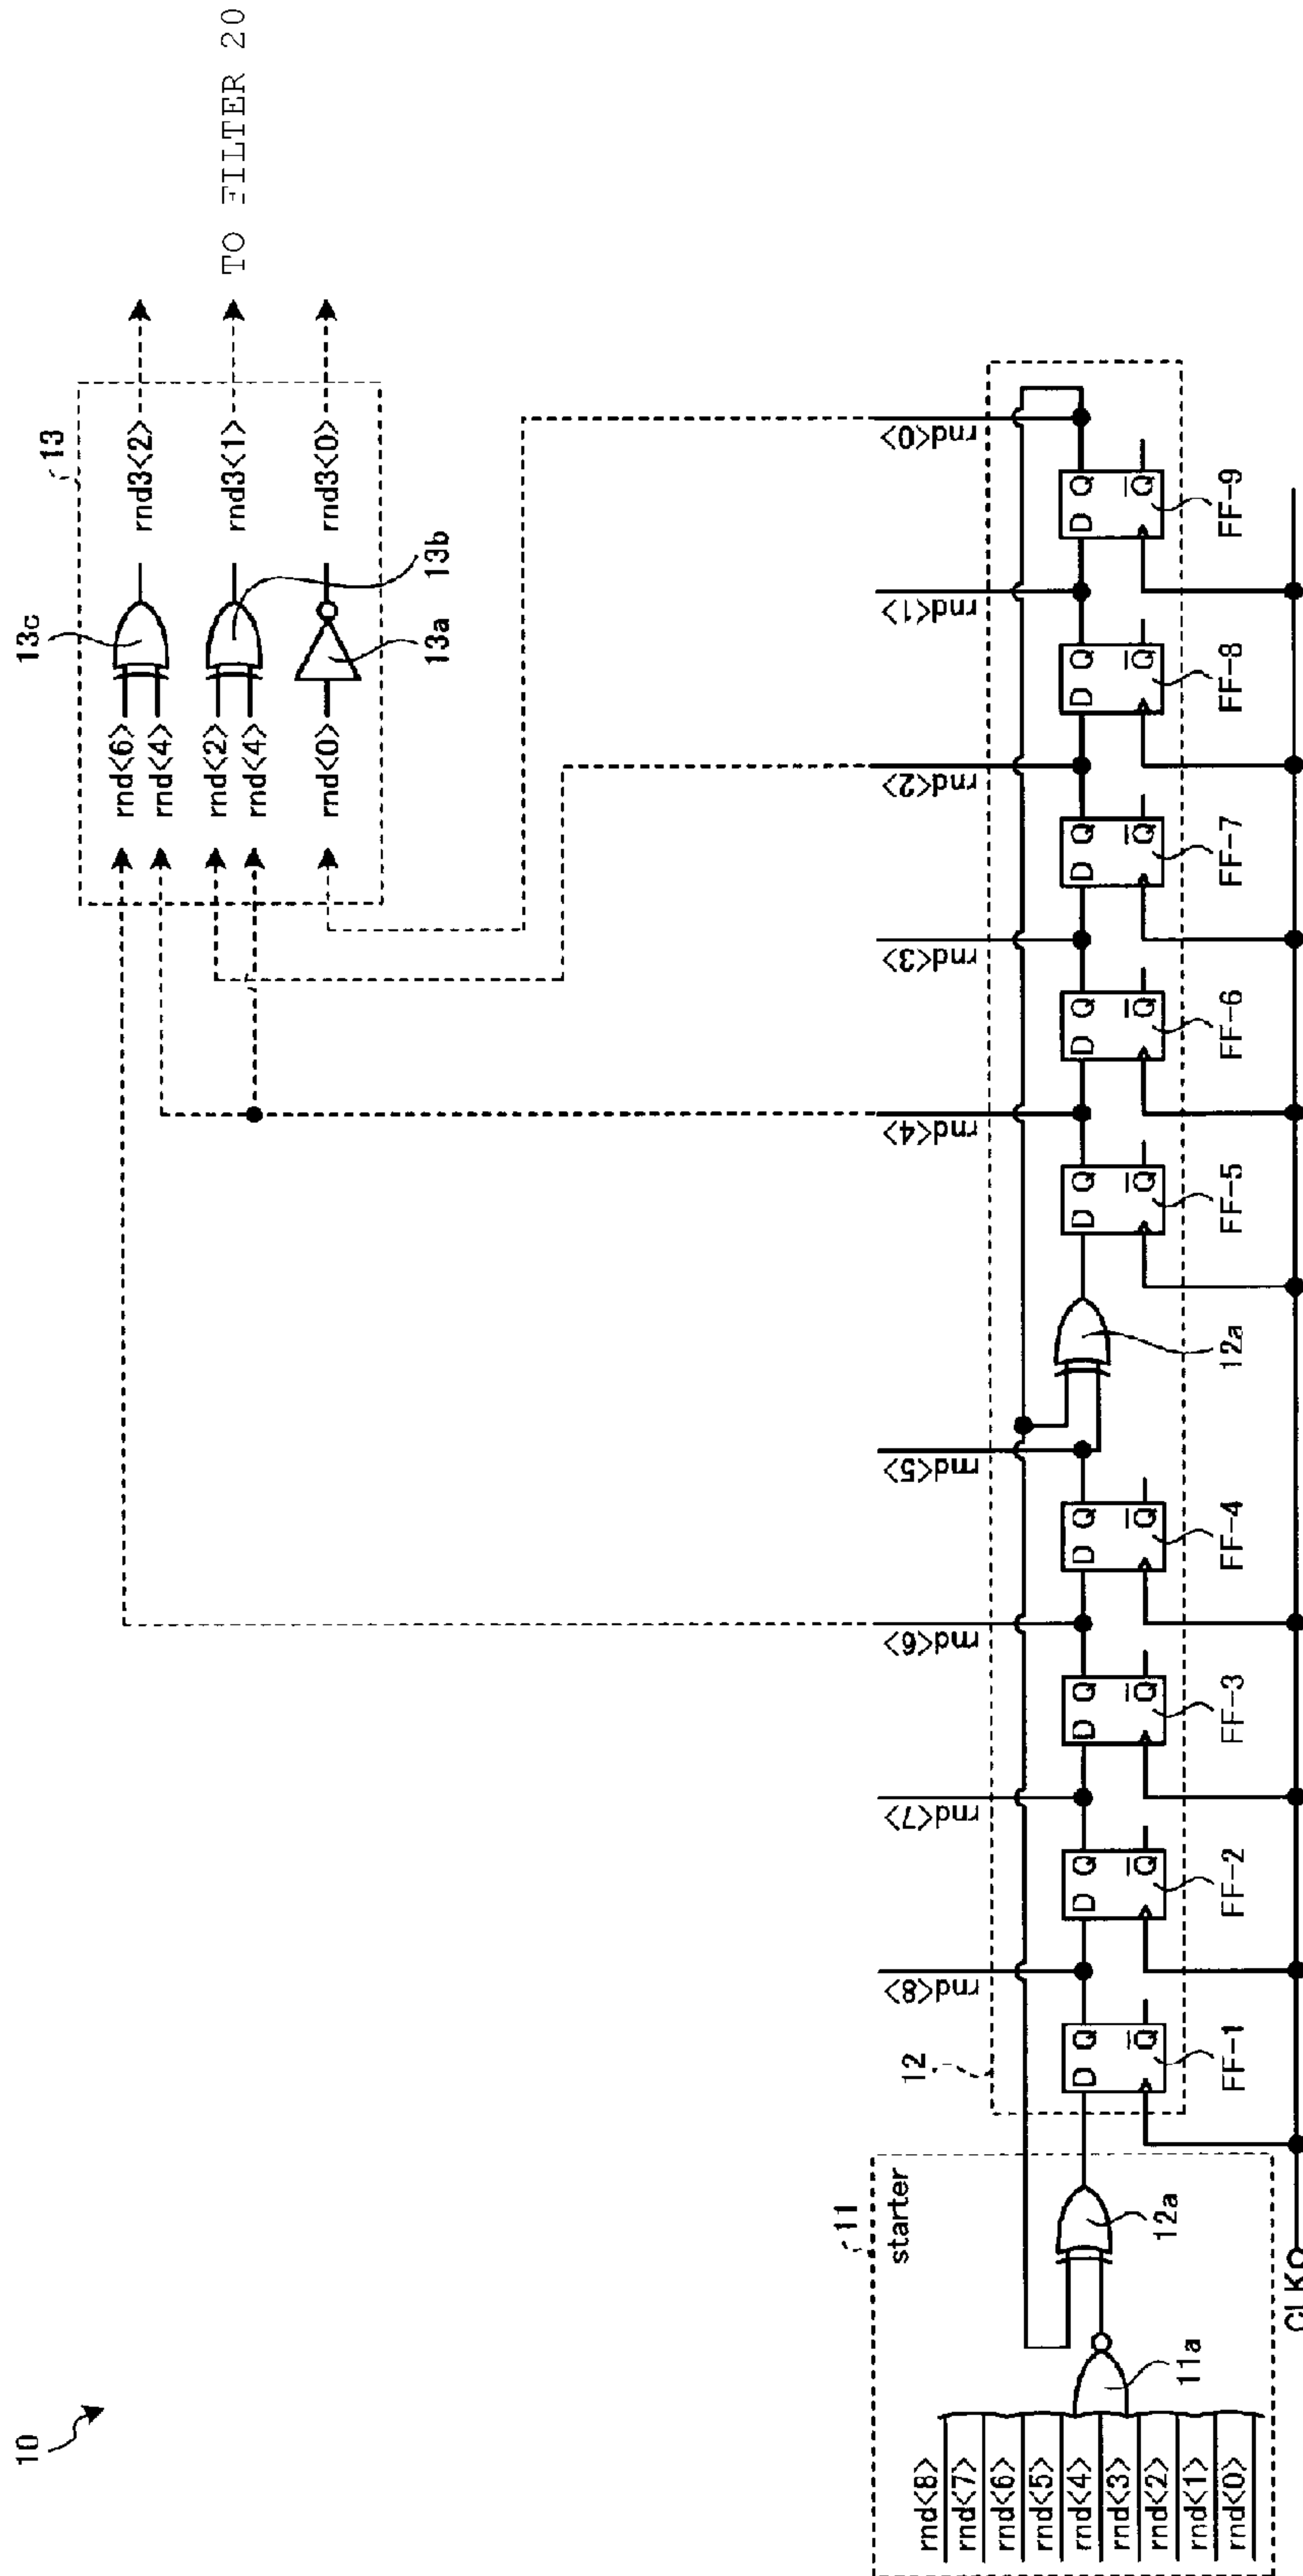 10
13
13c
rnd<6>
rnd<4>
rnd3<2>
rnd<2>
rnd<4>
rnd3<1>
TO FILTER 20
13b
rnd<0>
rnd3<0>
13a
11
starter
rnd<8>
rnd<7>
rnd<6>
rnd<5>
rnd<4>
rnd<3>
rnd<2>
rnd<1>
rnd<0>
11a
12a
12
rnd<8>
rnd<7>
rnd<6>
rnd<5>
rnd<4>
rnd<3>
rnd<2>
rnd<1>
rnd<0>
D Q
Q
D Q
Q
D Q
Q
D Q
Q
12a
D Q
Q
D Q
Q
D Q
Q
D Q
Q
D Q
Q
FF-1
FF-2
FF-3
FF-4
FF-5
FF-6
FF-7
FF-8
FF-9
CLK